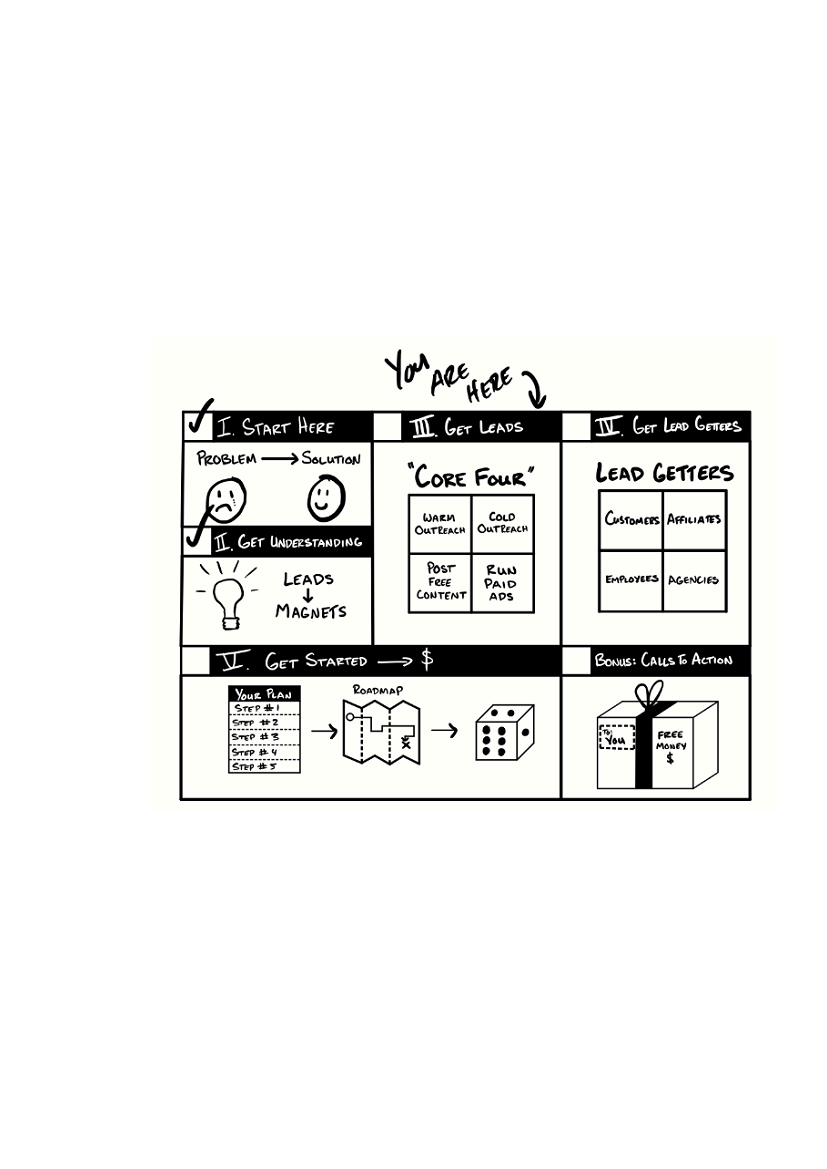 You
ARE
HERE
I. START HERE
PROBLEM → SOLUTION
II. GET UNDERSTANDING
LEADS
↓
MAGNETS
III. GET LEADS
"CORE FOUR"
WARM
OUTREACH
COLD
OUTREACH
POST
FREE
CONTENT
RUN
PAID
ADS
IV. GET LEAD GETTERS
LEAD GETTERS
CUSTOMERS
AFFILIATES
EMPLOYEES
AGENCIES
V. GET STARTED → $
YOUR PLAN
STEP #1
STEP #2
STEP #3
STEP #4
STEP #5
ROADMAP
BONUS: CALLS TO ACTION
TO:
YOU
FREE
MONEY
$